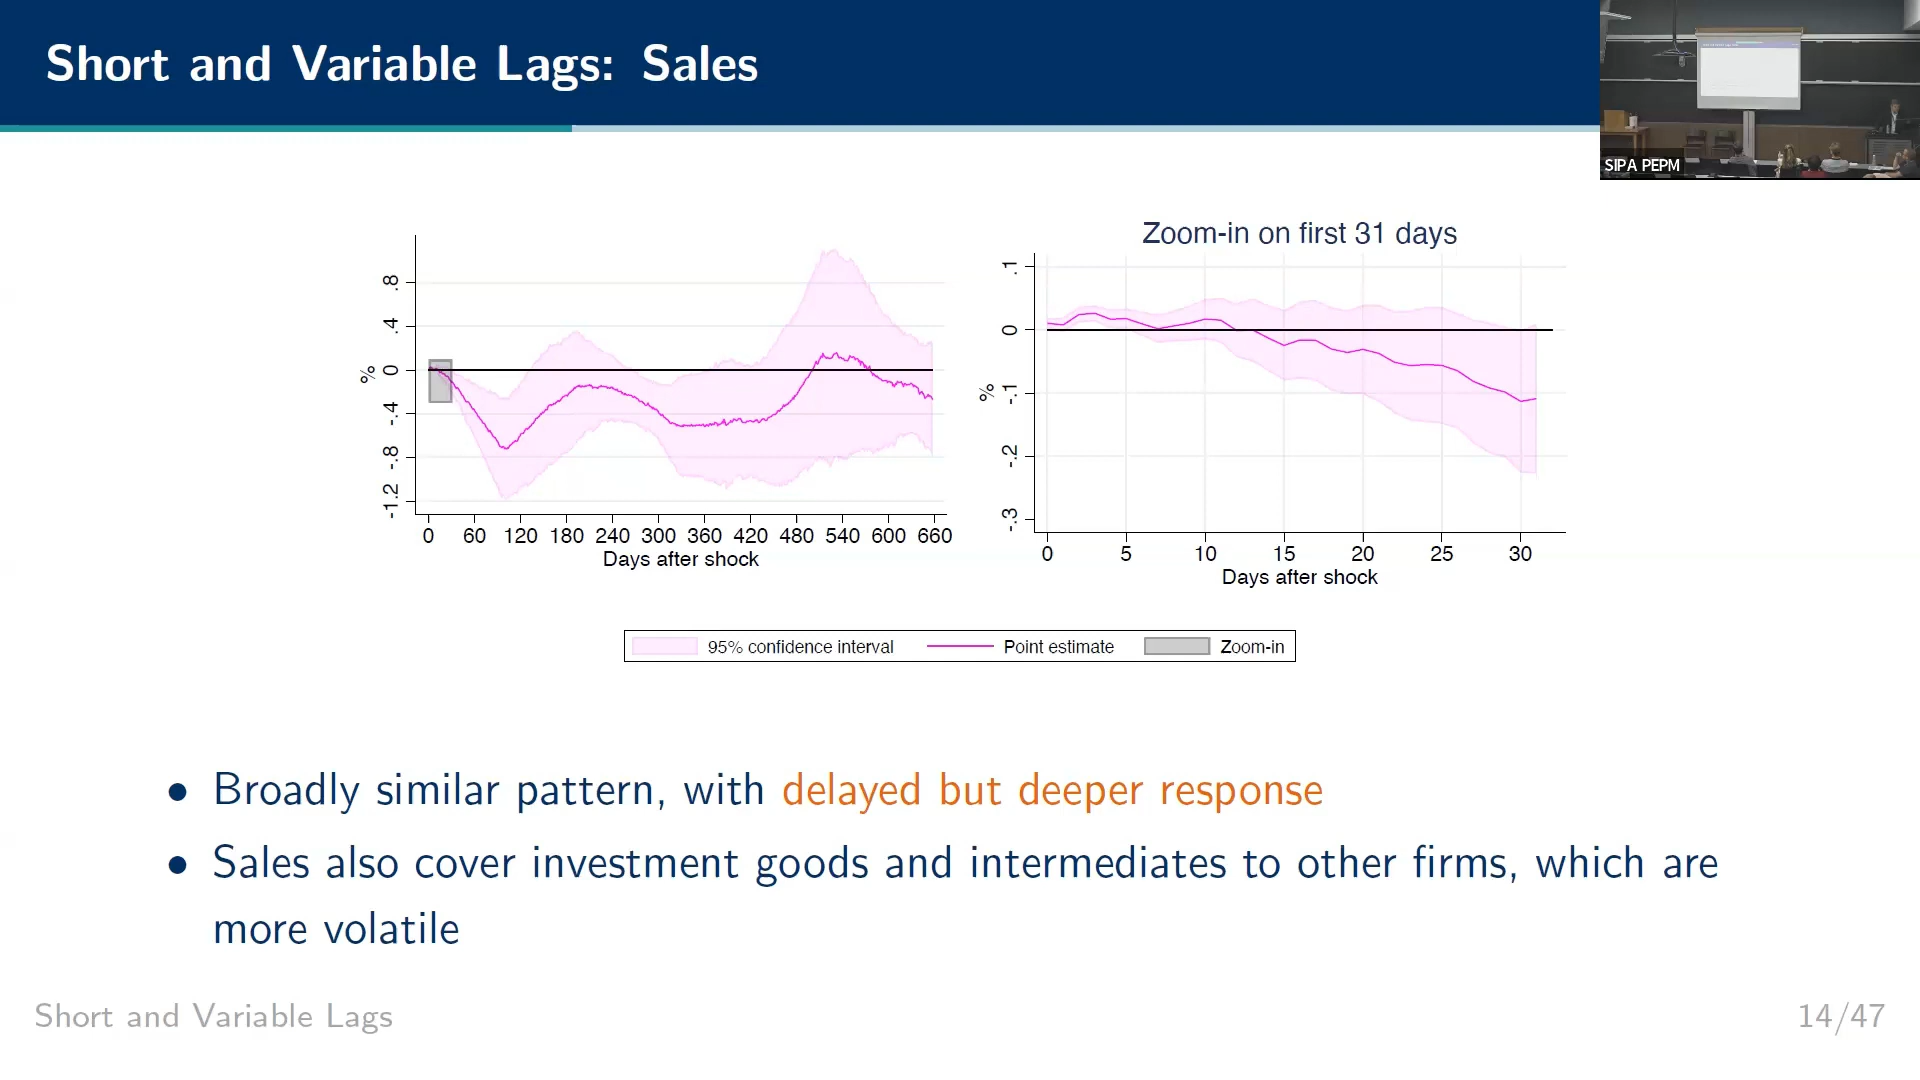 Short and Variable Lags: Sales
SIPA PEPM
Zoom-in on first 31 days
.8
.4
0
-.4
-.8
-1.2
%
0 60 120 180 240 300 360 420 480 540 600 660
Days after shock
.1
0
-.1
-.2
-.3
%
0 5 10 15 20 25 30
Days after shock
95% confidence interval Point estimate Zoom-in
• Broadly similar pattern, with delayed but deeper response
• Sales also cover investment goods and intermediates to other firms, which are
more volatile
Short and Variable Lags
14/47